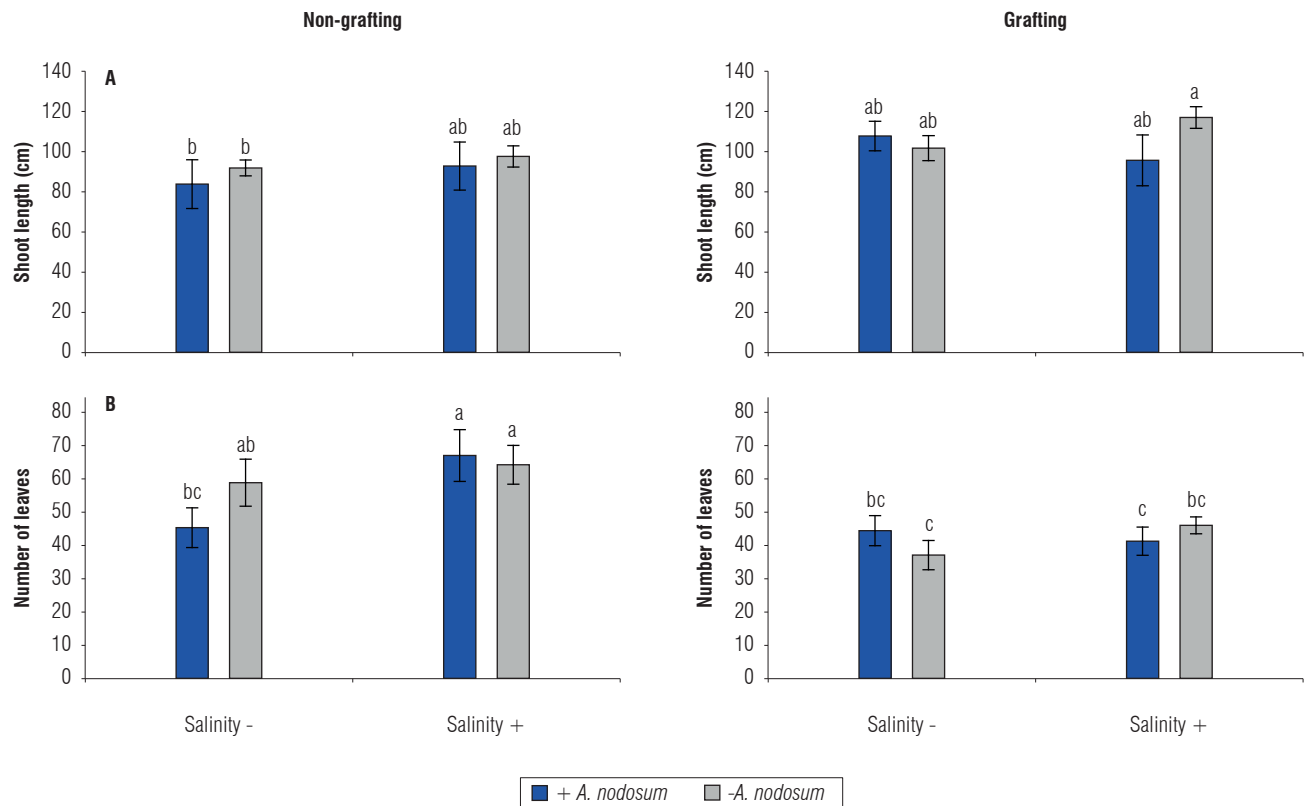 Non-grafting
Grafting
A
Shoot length (cm)
140
120
100
80
60
40
20
0
b
b
ab
ab
Shoot length (cm)
140
120
100
80
60
40
20
0
ab
ab
ab
a
B
Number of leaves
80
70
60
50
40
30
20
10
0
bc
ab
a
a
Salinity -
Salinity +
Number of leaves
80
70
60
50
40
30
20
10
0
bc
c
c
bc
Salinity -
Salinity +
+ A. nodosum
-A. nodosum